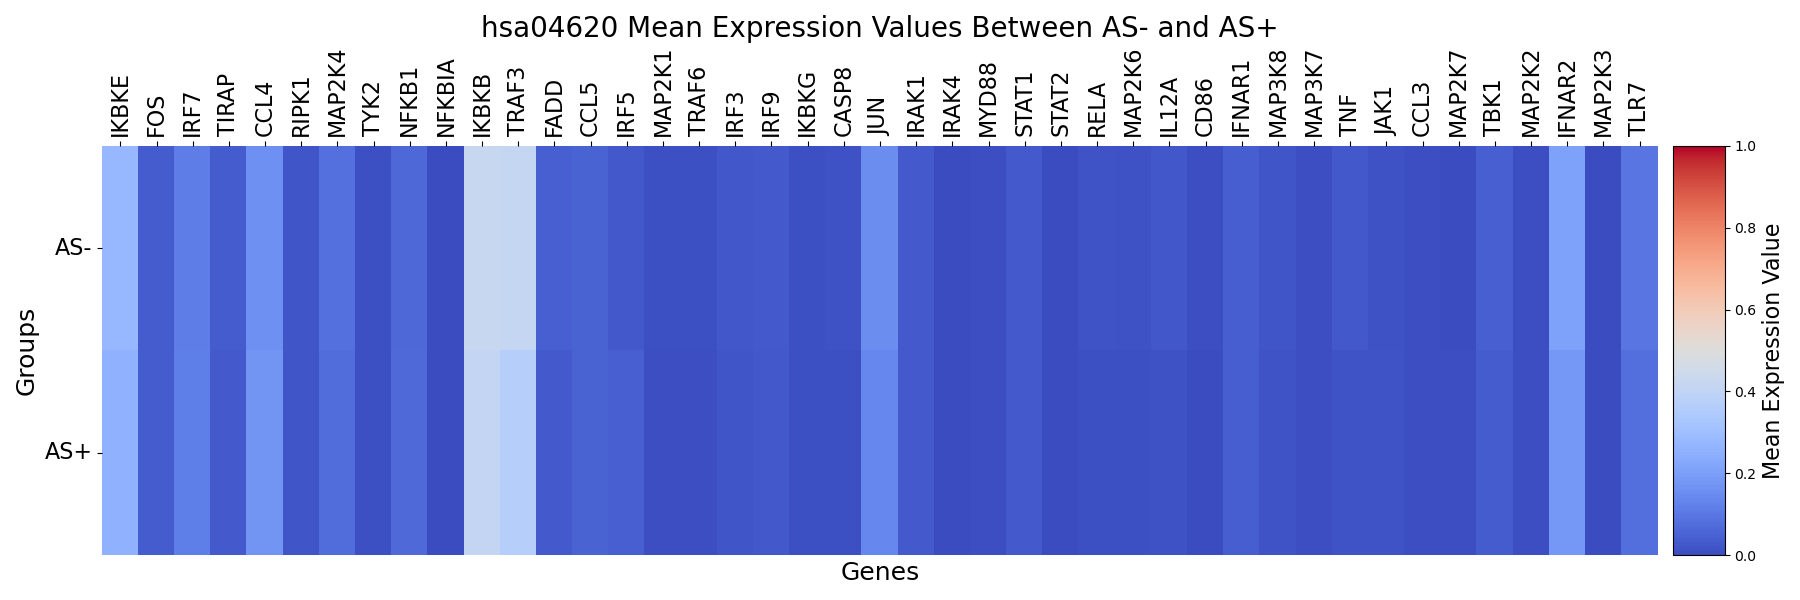 hsa04620 Mean Expression Values Between AS- and AS+
IKBKE
FOS
IRF7
TIRAP
CCL4
RIPK1
MAP2K4
TYK2
NFKB1
NFKBIA
IKBKB
TRAF3
FADD
CCL5
IRF5
MAP2K1
TRAF6
IRF3
IRF9
IKBKG
CASP8
JUN
IRAK1
IRAK4
MYD88
STAT1
STAT2
RELA
MAP2K6
IL12A
CD86
IFNAR1
MAP3K8
MAP3K7
TNF
JAK1
CCL3
MAP2K7
TBK1
MAP2K2
IFNAR2
MAP2K3
TLR7
AS-
AS+
Groups
Genes
1.0
0.8
0.6
0.4
0.2
0.0
Mean Expression Value